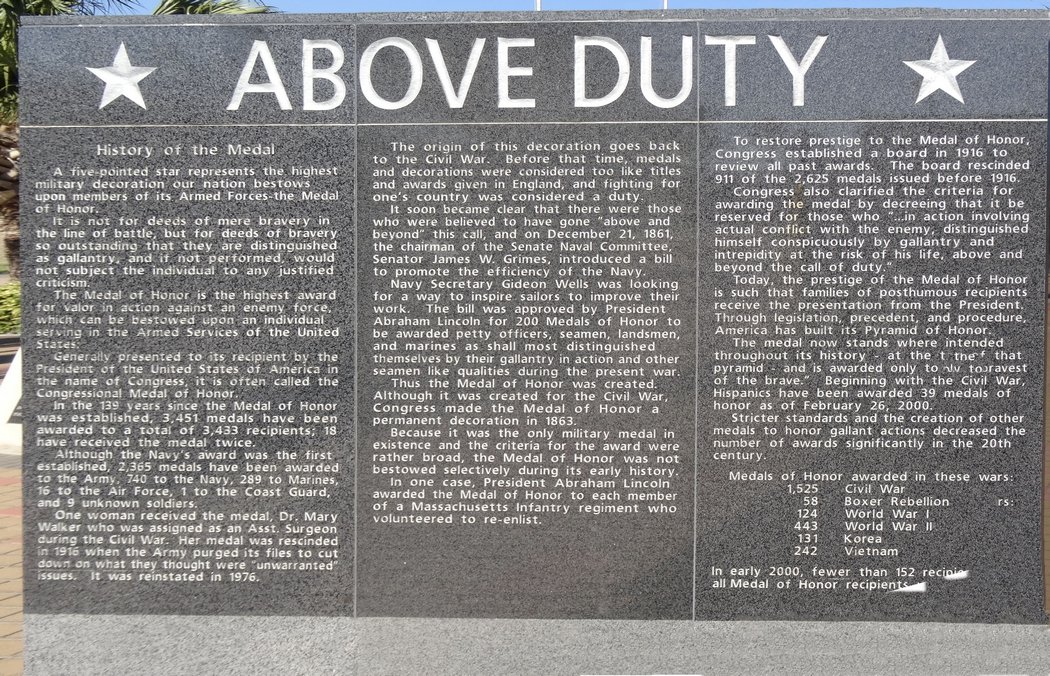 ABOVE DUTY
History of the Medal
A five-pointed star represents the highest
military decoration our nation bestows
upon members of its Armed Forces-the Medal
of Honor.
It is not for deeds of mere bravery in
the line of battle, but for deeds of bravery
so outstanding that they are distinguished
as gallantry, and if not performed, would
not subject the individual to any justified
criticism.
The Medal of Honor is the highest award
for valor in action against an enemy force,
which can be bestowed upon an individual
serving in the Armed Services of the United
States.
Generally presented to its recipient by the
President of the United States of America in
the name of Congress, it is often called the
Congressional Medal of Honor.
In the 139 years since the Medal of Honor
was established, 3,451 medals have been
awarded to a total of 3,433 recipients; 18
have received the medal twice.
Although the Navy's award was the first
established, 2,365 medals have been awarded
to the Army, 740 to the Navy, 289 to Marines,
16 to the Air Force, 1 to the Coast Guard,
and 9 unknown soldiers.
One woman received the medal, Dr. Mary
Walker who was assigned as an Asst. Surgeon
during the Civil War. Her medal was rescinded
in 1916 when the Army purged its files to cut
down on what they thought were "unwarranted"
issues. It was reinstated in 1976.
The origin of this decoration goes back
to the Civil War. Before that time, medals
and decorations were considered too like titles
and awards given in England, and fighting for
one's country was considered a duty.
It soon became clear that there were those
who were believed to have gone "above and
beyond" this call, and on December 21, 1861,
the chairman of the Senate Naval Committee,
Senator James W. Grimes, introduced a bill
to promote the efficiency of the Navy.
Navy Secretary Gideon Wells was looking
for a way to inspire sailors to improve their
work. The bill was approved by President
Abraham Lincoln for 200 Medals of Honor to
be awarded petty officers, seamen, landsmen,
and marines as shall most distinguished
themselves by their gallantry in action and other
seamen like qualities during the present war.
Thus the Medal of Honor was created.
Although it was created for the Civil War,
Congress made the Medal of Honor a
permanent decoration in 1863.
Because it was the only military medal in
existence and the criteria for the award were
rather broad, the Medal of Honor was not
bestowed selectively during its early history.
In one case, President Abraham Lincoln
awarded the Medal of Honor to each member
of a Massachusetts Infantry regiment who
volunteered to re-enlist.
To restore prestige to the Medal of Honor,
Congress established a board in 1916 to
review all past awards. The board rescinded
911 of the 2,625 medals issued before 1916.
Congress also clarified the criteria for
awarding the medal by decreeing that it be
reserved for those who "...in action involving
actual conflict with the enemy, distinguished
himself conspicuously by gallantry and
intrepidity at the risk of his life, above and
beyond the call of duty."
Today, the prestige of the Medal of Honor
is such that families of posthumous recipients
receive the presentation from the President.
Through legislation, precedent, and procedure,
America has built its Pyramid of Honor.
The medal now stands where intended
throughout its history - at the that
pyramid - and is awarded only to
of the brave." Beginning with the Civil War,
Hispanics have been awarded 39 medals of
honor as of February 26, 2000.
Stricter standards and the creation of other
medals to honor gallant actions decreased the
number of awards significantly in the 20th
century.
Medals of Honor awarded in these wars:
1,525 Civil War
58 Boxer Rebellion rs:
124 World War I
443 World War II
131 Korea
242 Vietnam
In early 2000, fewer than 152
all Medal of Honor recipients